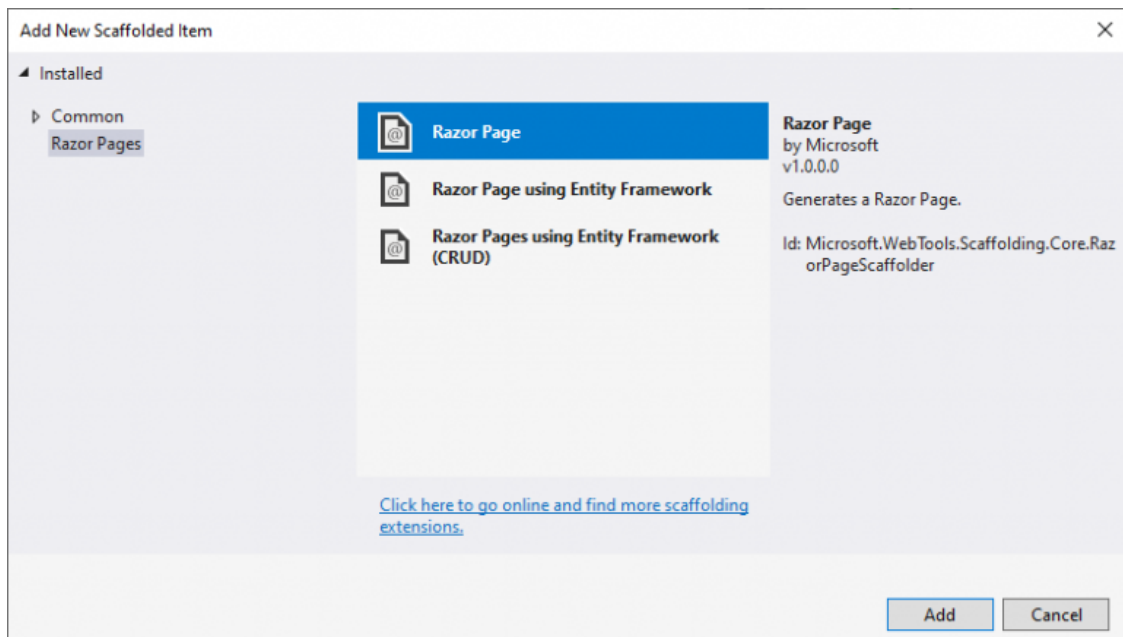 Add New Scaffolded Item
Installed
Common
Razor Pages
Razor Page
Razor Page using Entity Framework
Razor Pages using Entity Framework
(CRUD)
Click here to go online and find more scaffolding
extensions.
Razor Page
by Microsoft
v1.0.0.0
Generates a Razor Page.
Id: Microsoft.WebTools.Scaffolding.Core.Raz
orPageScaffolder
Add
Cancel